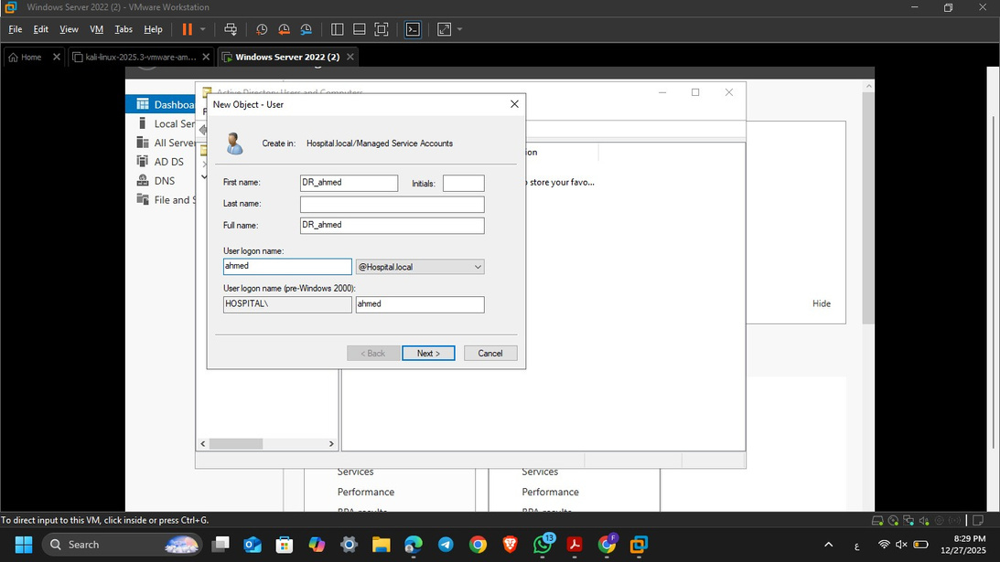 Windows Server 2022 (2) - VMware Workstation
File Edit View VM Tabs Help
Home kali-linux-2025.3-vmware-am... Windows Server 2022 (2)
Active Directory Users and Computers
New Object - User
Dashboa
Local Ser
All Server
AD DS
DNS
File and S
Create in: Hospital.local/Managed Service Accounts
ion
o store your favo...
First name: DR_ahmed Initials:
Last name:
Full name: DR_ahmed
User logon name:
ahmed @Hospital.local
User logon name (pre-Windows 2000):
HOSPITAL\ ahmed
Hide
< Back Next > Cancel
Services Services
Performance Performance
BPA results
To direct input to this VM, click inside or press Ctrl+G.
Search
13
F
ع
8:29 PM
12/27/2025